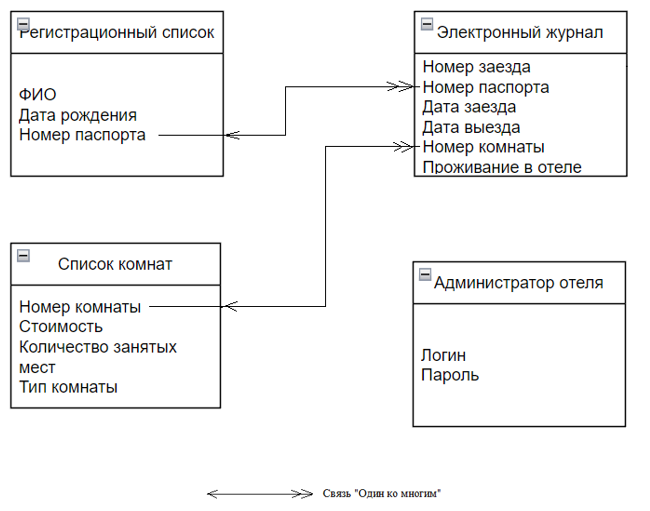 Регистрационный список
ФИО
Дата рождения
Номер паспорта
Электронный журнал
Номер заезда
Номер паспорта
Дата заезда
Дата выезда
Номер комнаты
Проживание в отеле
Список комнат
Номер комнаты
Стоимость
Количество занятых
мест
Тип комнаты
Администратор отеля
Логин
Пароль
Связь "Один ко многим"